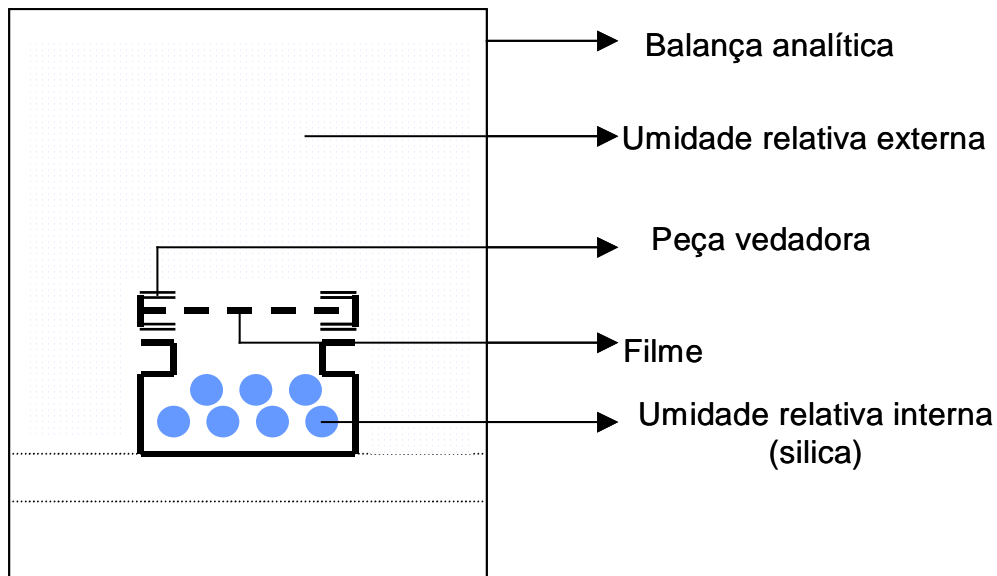 Balança analítica
Umidade relativa externa
Peça vedadora
Filme
Umidade relativa interna
(silica)